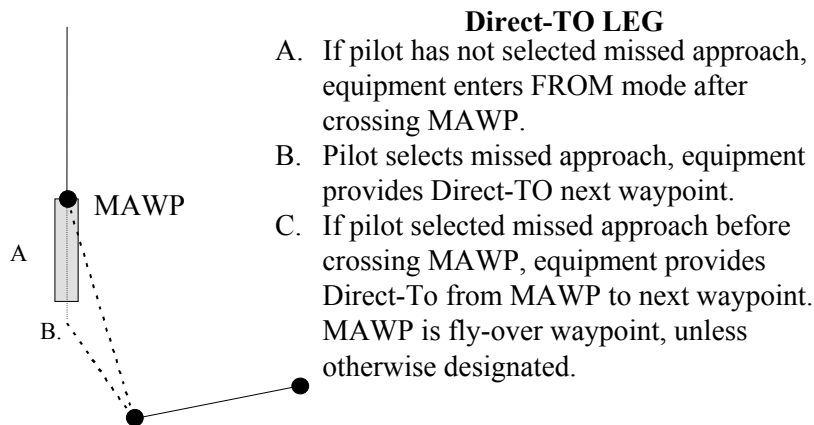 Direct-TO LEG
A. If pilot has not selected missed approach,
equipment enters FROM mode after
crossing MAWP.
B. Pilot selects missed approach, equipment
provides Direct-TO next waypoint.
C. If pilot selected missed approach before
crossing MAWP, equipment provides
Direct-To from MAWP to next waypoint.
MAWP is fly-over waypoint, unless
otherwise designated.
MAWP
A
B.